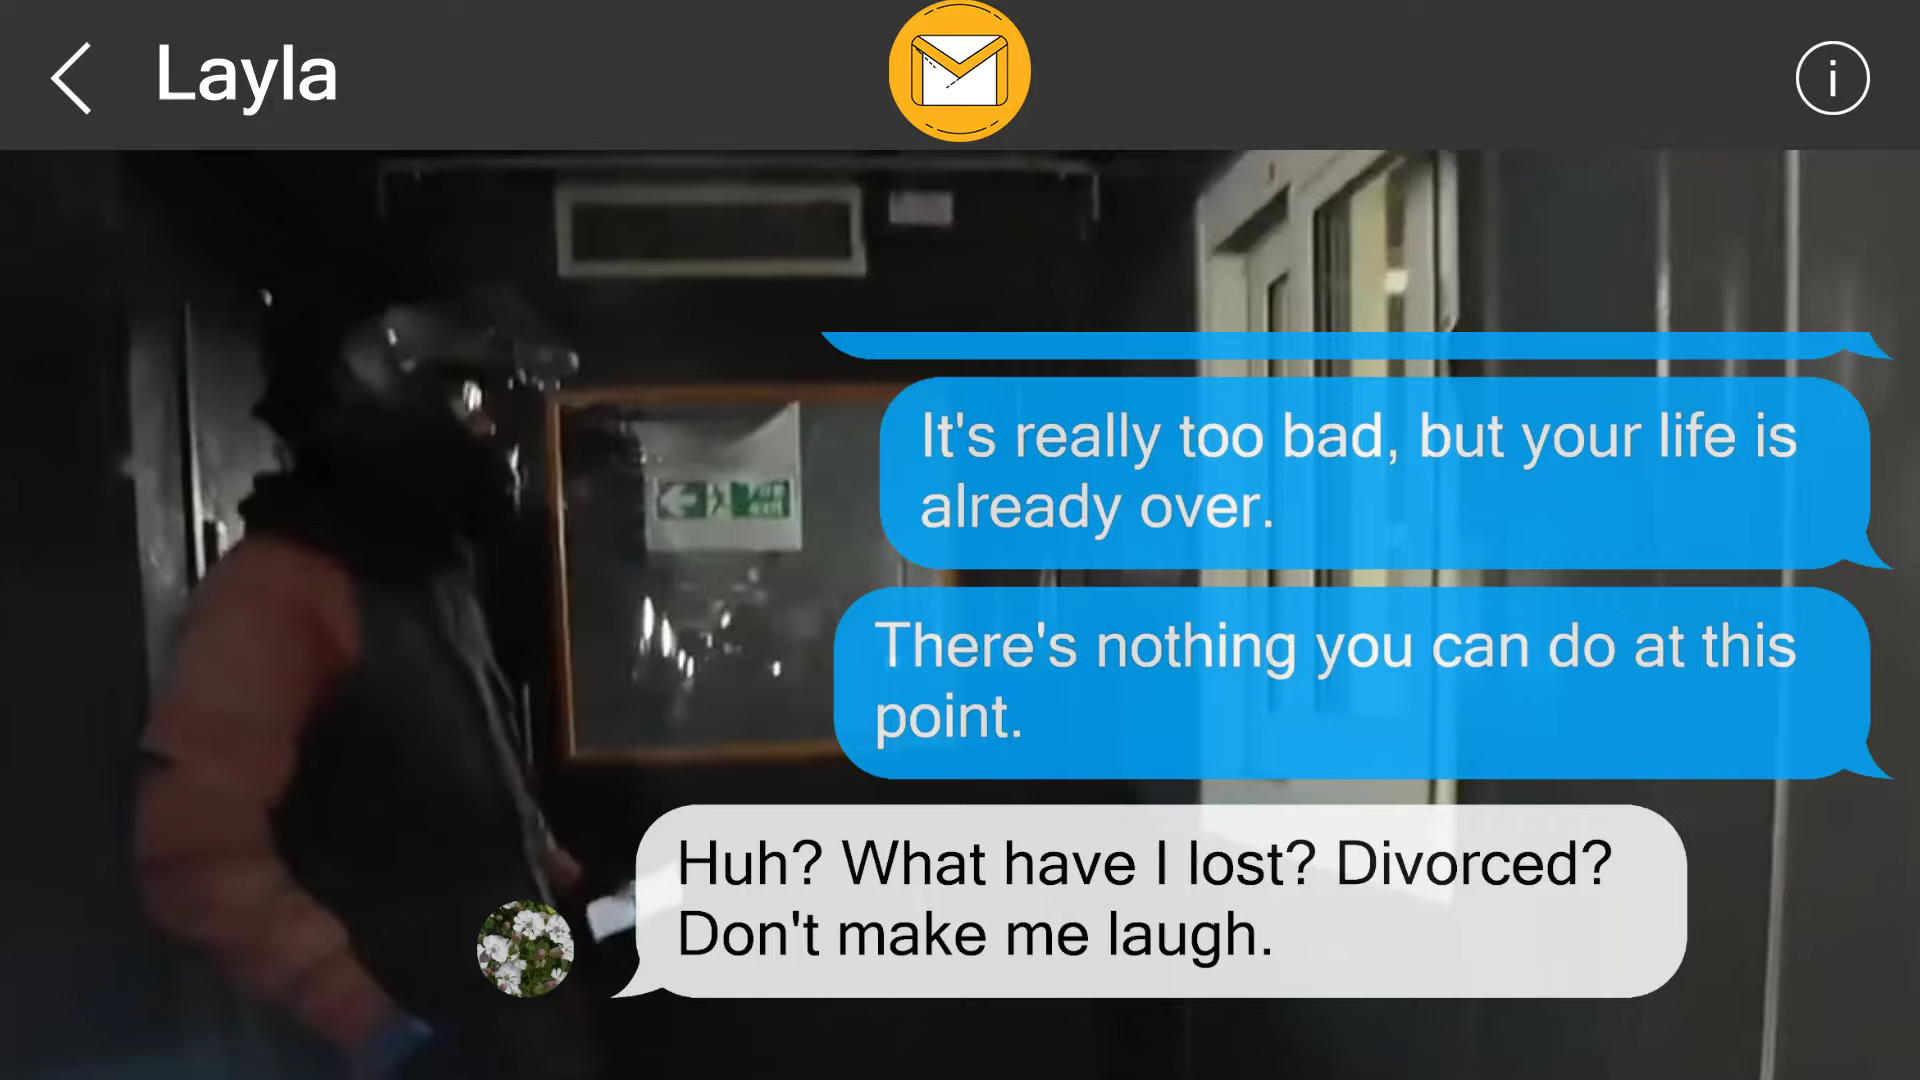 Layla
i
It's really too bad, but your life is
already over.
There's nothing you can do at this
point.
Huh? What have I lost? Divorced?
Don't make me laugh.